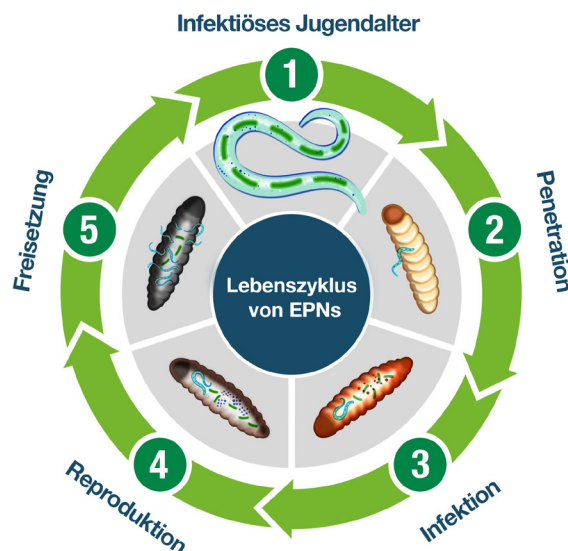 Infektiöses Jugendalter
1
2
Penetration
3
Infektion
4
Reproduktion
5
Freisetzung
Lebenszyklus
von EPNs